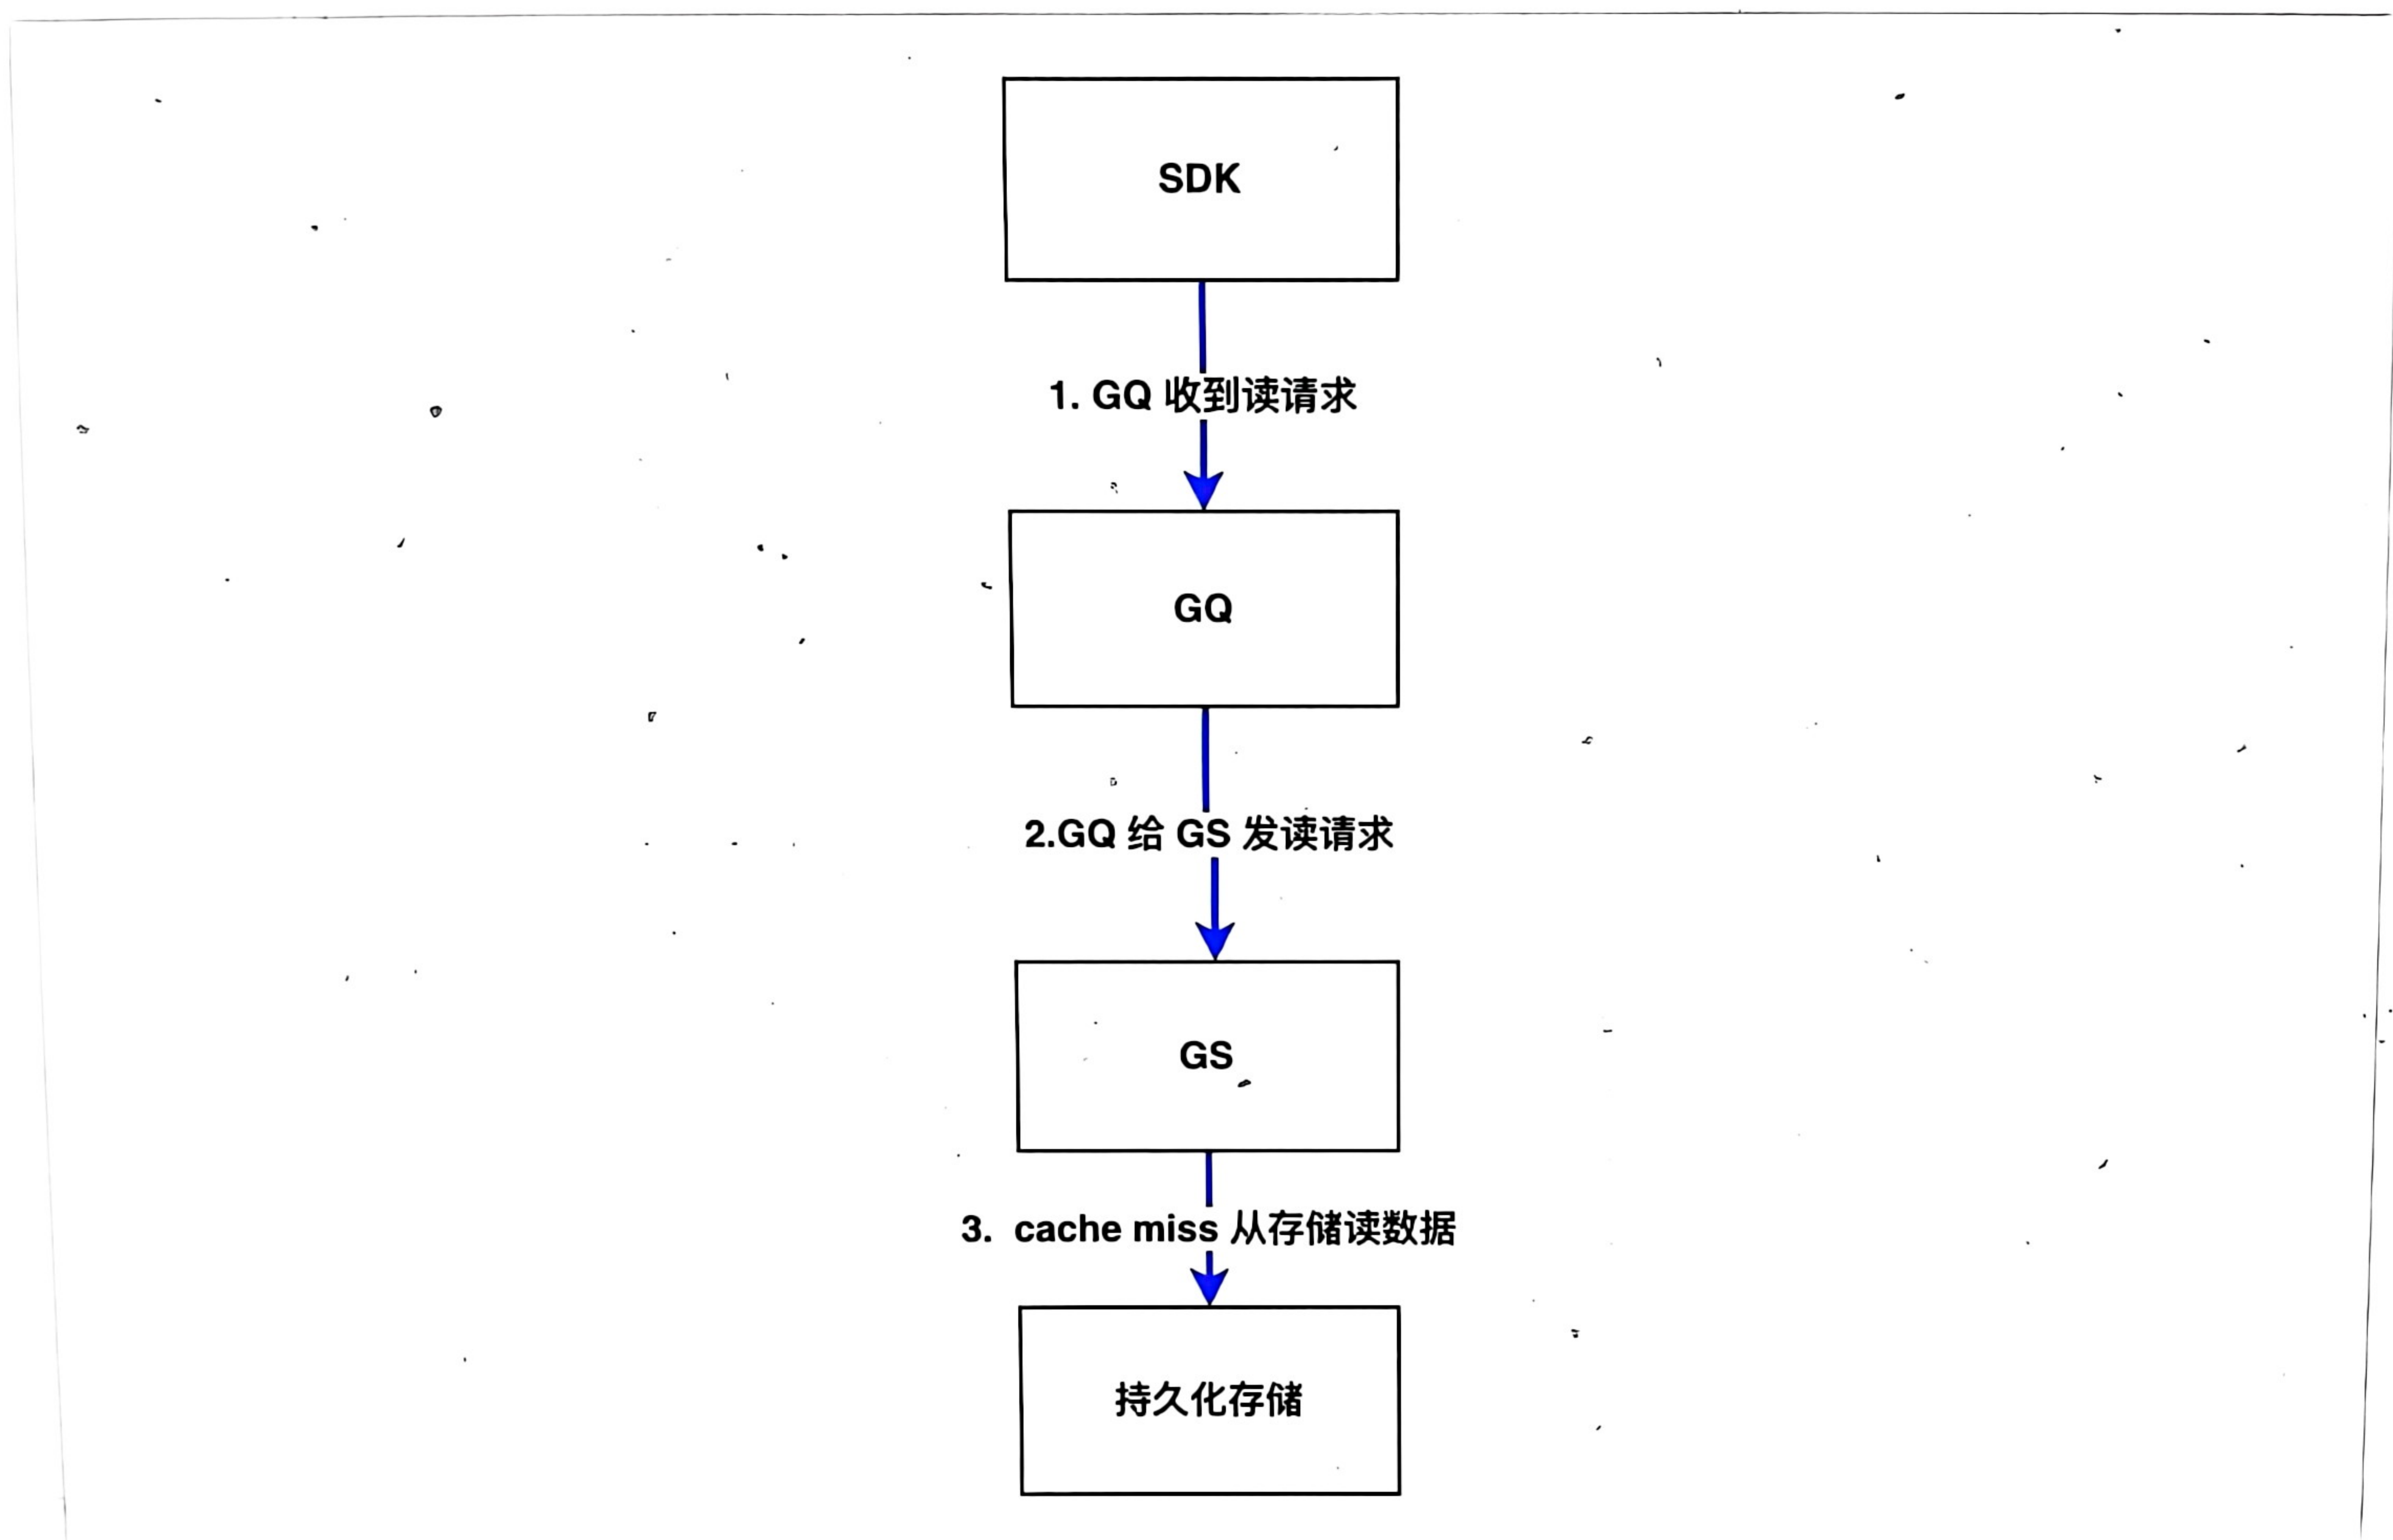 SDK
1. GQ 收到读请求
GQ
2.GQ 给 GS 发读请求
GS
3. cache miss 从存储读数据
持久化存储